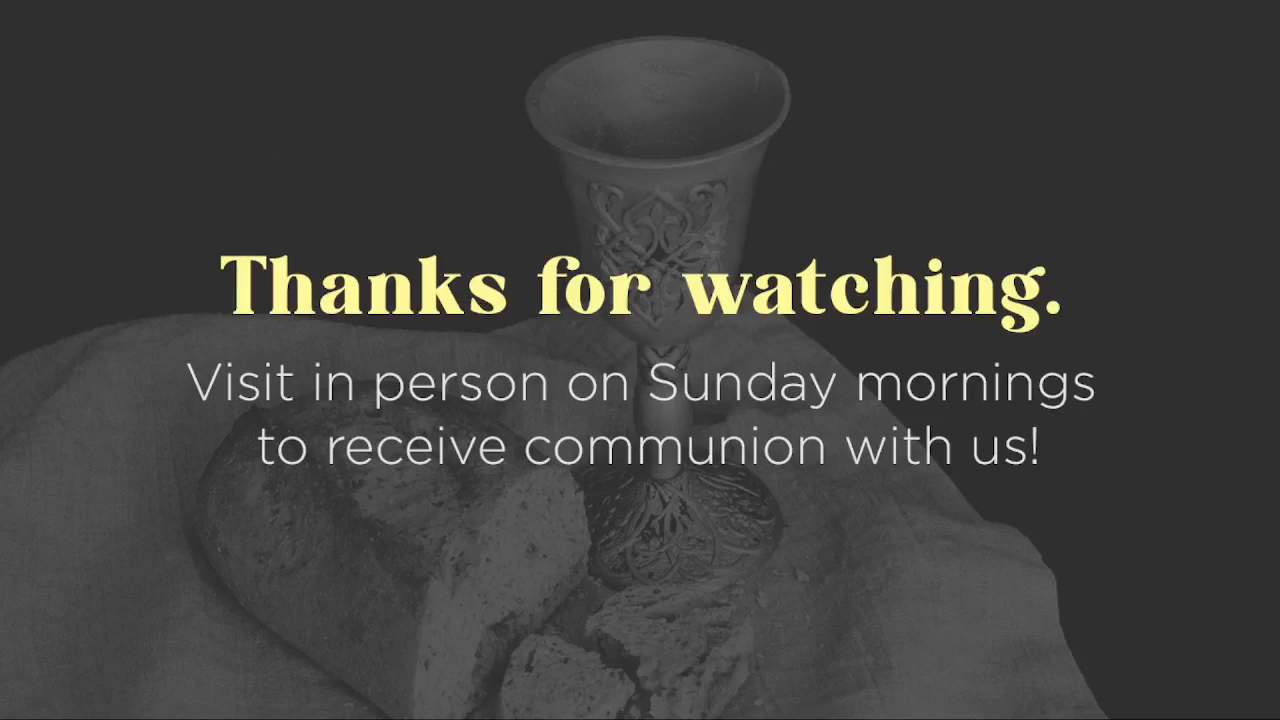 Thanks for watching.
Visit in person on Sunday mornings
to receive communion with us!